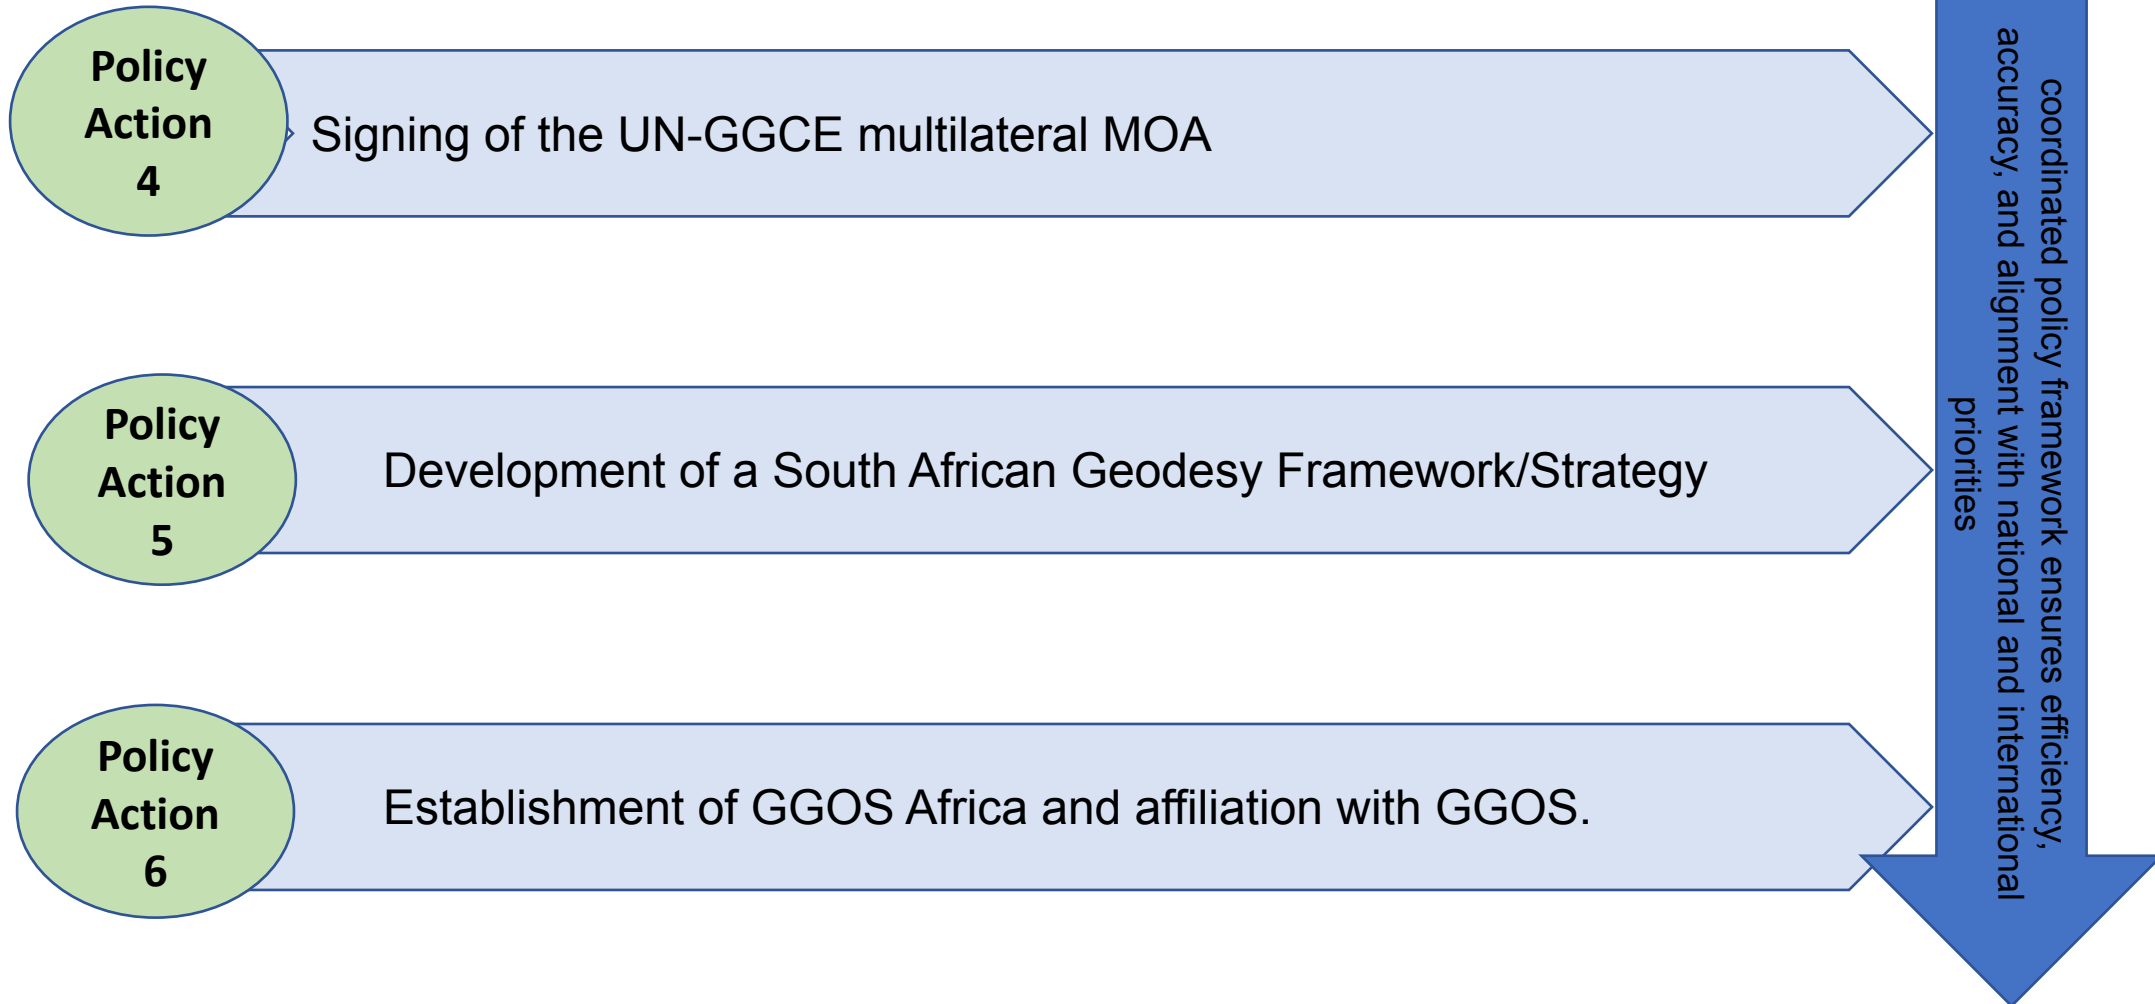 Policy
Action
4
Signing of the UN-GGCE multilateral MOA
Policy
Action
5
Development of a South African Geodesy Framework/Strategy
Policy
Action
6
Establishment of GGOS Africa and affiliation with GGOS.
coordinated policy framework ensures efficiency,
accuracy, and alignment with national and international
priorities